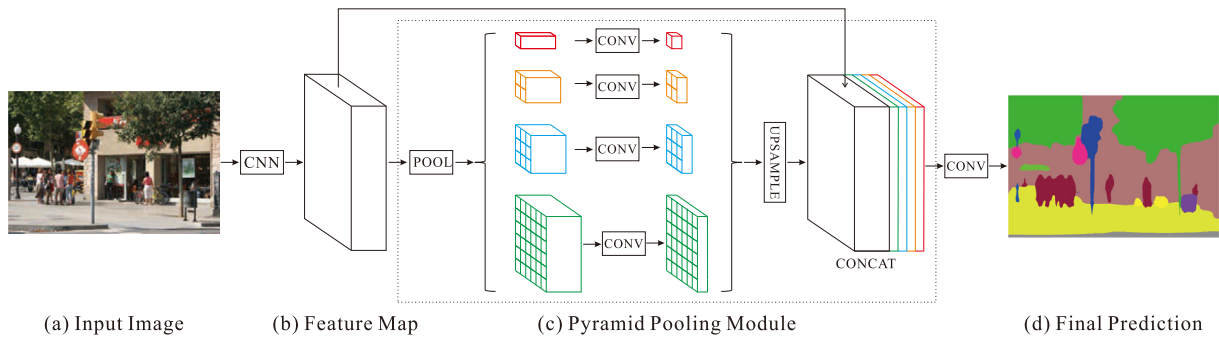 CNN
POOL
CONV
CONV
CONV
CONV
UPSAMPLE
CONCAT
CONV
(a) Input Image
(b) Feature Map
(c) Pyramid Pooling Module
(d) Final Prediction